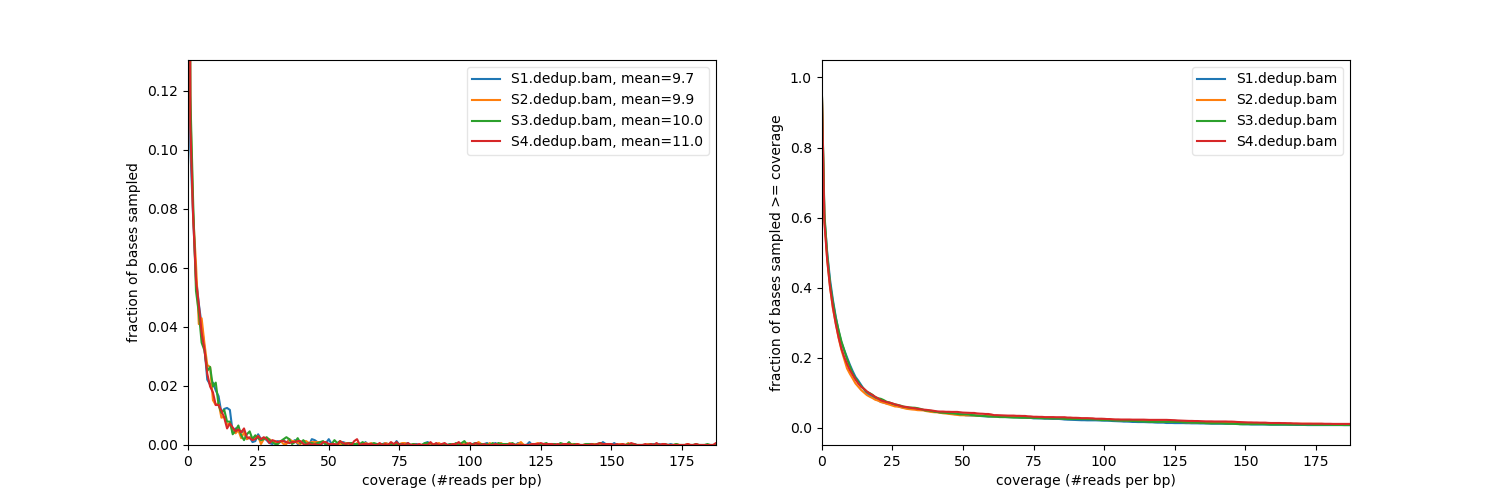 S1.dedup.bam, mean=9.7
S2.dedup.bam, mean=9.9
S3.dedup.bam, mean=10.0
S4.dedup.bam, mean=11.0
fraction of bases sampled
0.12
0.10
0.08
0.06
0.04
0.02
0.00
0 25 50 75 100 125 150 175
coverage (#reads per bp)
S1.dedup.bam
S2.dedup.bam
S3.dedup.bam
S4.dedup.bam
fraction of bases sampled >= coverage
1.0
0.8
0.6
0.4
0.2
0.0
0 25 50 75 100 125 150 175
coverage (#reads per bp)